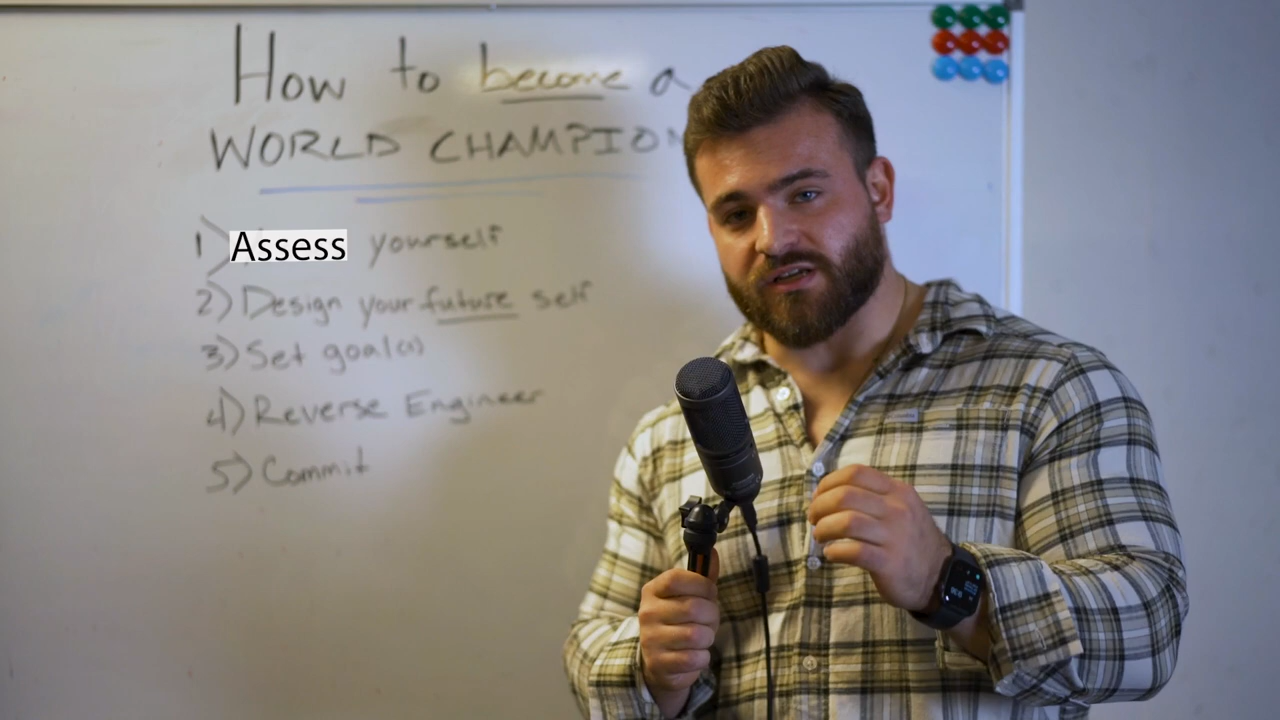 How to become a
WORLD CHAMPION
1) Assess yourself
2) Design your future self
3) Set goal(s)
4) Reverse Engineer
5) Commit